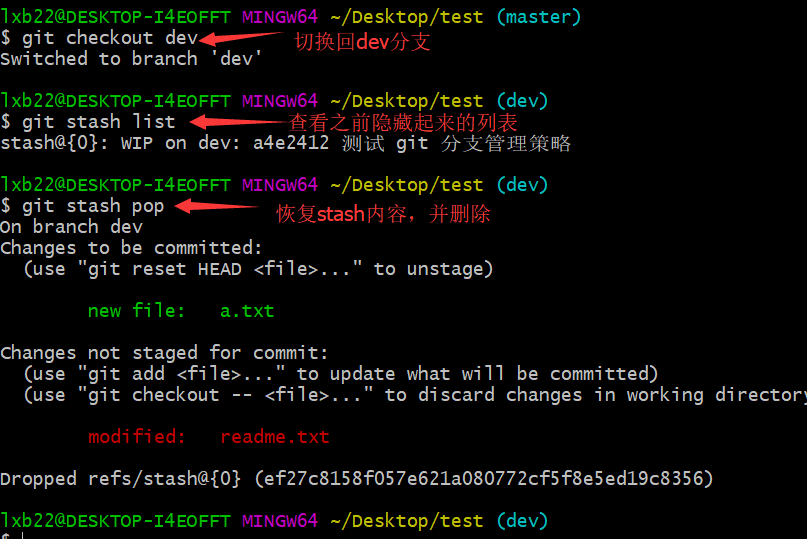 lxb22@DESKTOP-I4EOFFT MINGW64 ~/Desktop/test (master)
$ git checkout dev 切换回dev分支
Switched to branch 'dev'
lxb22@DESKTOP-I4EOFFT MINGW64 ~/Desktop/test (dev)
$ git stash list 查看之前隐藏起来的列表
stash@{0}: WIP on dev: a4e2412 测试 git 分支管理策略
lxb22@DESKTOP-I4EOFFT MINGW64 ~/Desktop/test (dev)
$ git stash pop 恢复stash内容，并删除
On branch dev
Changes to be committed:
(use "git reset HEAD <file>..." to unstage)
new file: a.txt
Changes not staged for commit:
(use "git add <file>..." to update what will be committed)
(use "git checkout -- <file>..." to discard changes in working directory
modified: readme.txt
Dropped refs/stash@{0} (ef27c8158f057e621a080772cf5f8e5ed19c8356)
lxb22@DESKTOP-I4EOFFT MINGW64 ~/Desktop/test (dev)
$